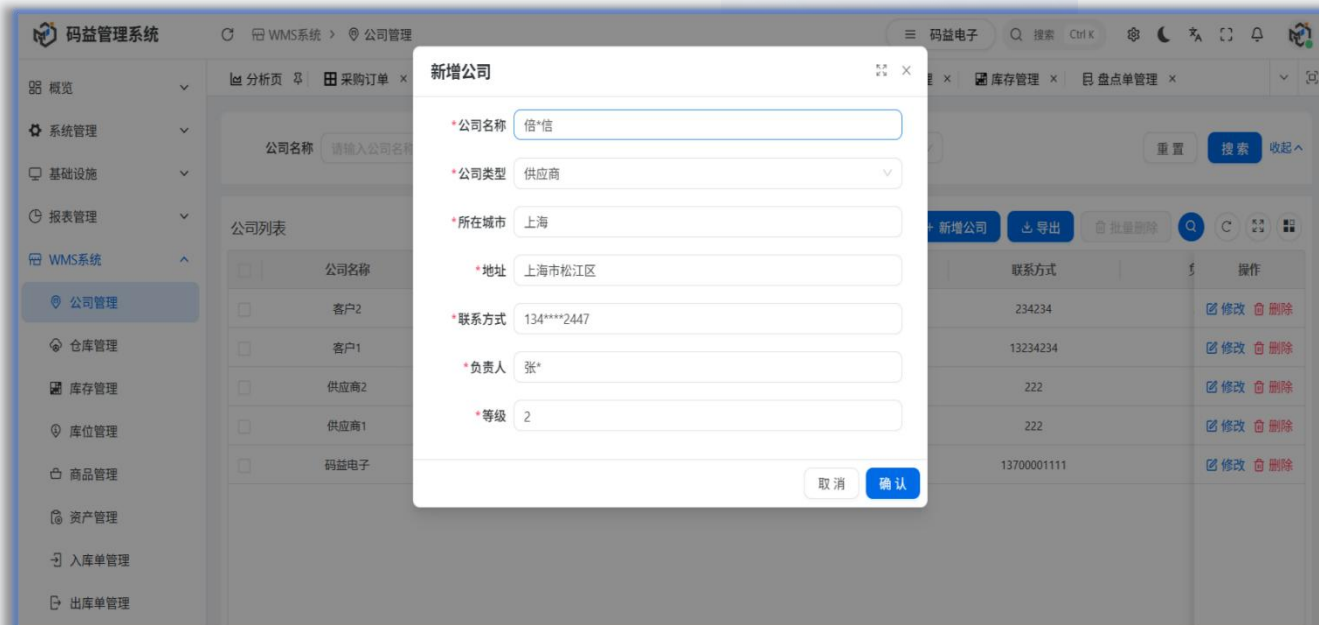 码益管理系统
WMS系统 > 公司管理
码益电子
搜索 Ctrl K
概览
系统管理
基础设施
报表管理
WMS系统
公司管理
仓库管理
库存管理
库位管理
商品管理
资产管理
入库单管理
出库单管理
分析页
采购订单 ×
库存管理 ×
盘点单管理 ×
公司名称 请输入公司名称
重置
搜索
收起
公司列表
+ 新增公司
导出
批量删除
公司名称 联系方式 操作
客户2 234234 修改 删除
客户1 13234234 修改 删除
供应商2 222 修改 删除
供应商1 222 修改 删除
码益电子 13700001111 修改 删除
新增公司
*公司名称 倍*信
*公司类型 供应商
*所在城市 上海
*地址 上海市松江区
*联系方式 134****2447
*负责人 张*
*等级 2
取消
确认